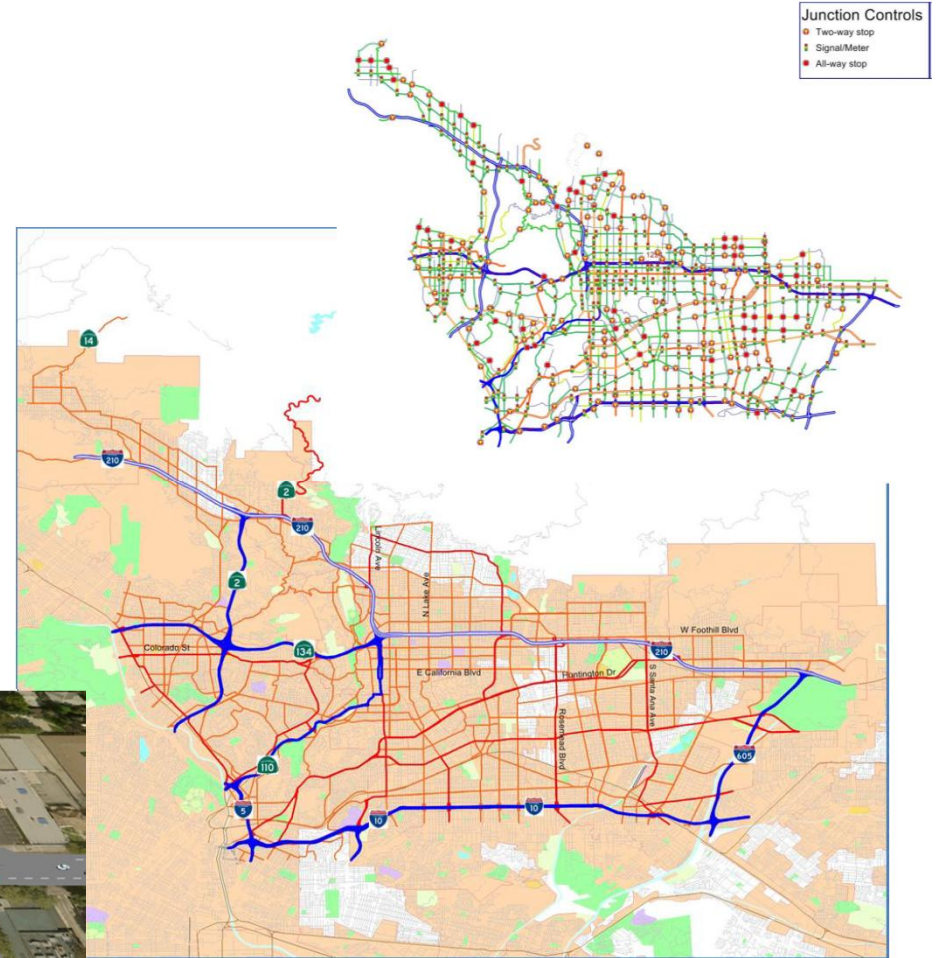 Junction Controls
Two-way stop
Signal/Meter
All-way stop
14
210
2
210
Lincoln Ave
N Lake Ave
2
W Foothill Blvd
Colorado St
134
210
E California Blvd
Huntington Dr
S Santa Ana Ave
Rosemead Blvd
605
110
5
10
10
5